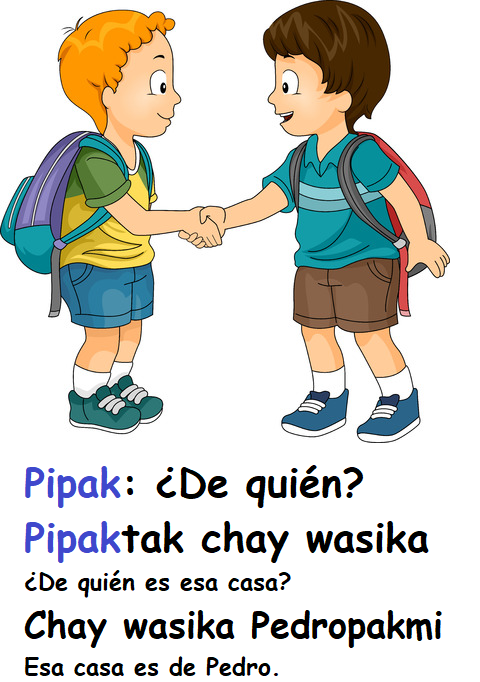 Pipak: ¿De quién?
Pipaktak chay wasika
¿De quién es esa casa?
Chay wasika Pedropakmi
Esa casa es de Pedro.